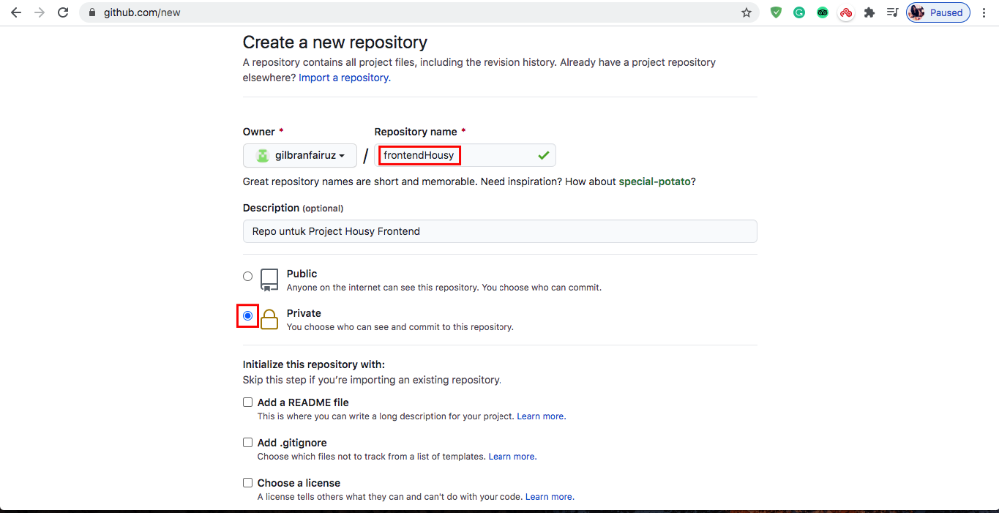 github.com/new
Paused
Create a new repository
A repository contains all project files, including the revision history. Already have a project repository
elsewhere? Import a repository.
Owner * Repository name *
gilbranfairuz / frontendHousy
Great repository names are short and memorable. Need inspiration? How about special-potato?
Description (optional)
Repo untuk Project Housy Frontend
Public
Anyone on the internet can see this repository. You choose who can commit.
Private
You choose who can see and commit to this repository.
Initialize this repository with:
Skip this step if you’re importing an existing repository.
Add a README file
This is where you can write a long description for your project. Learn more.
Add .gitignore
Choose which files not to track from a list of templates. Learn more.
Choose a license
A license tells others what they can and can't do with your code. Learn more.